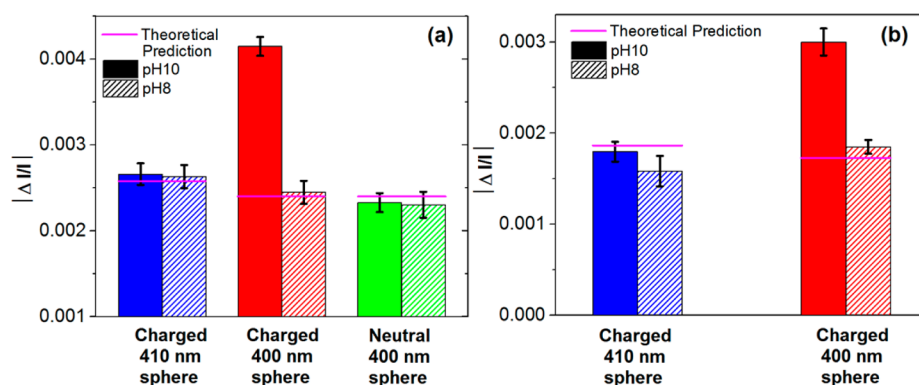 Theoretical
Prediction
pH10
pH8
(a)
0.004
0.003
0.002
0.001
| Δ I/I |
Charged
410 nm
sphere
Charged
400 nm
sphere
Neutral
400 nm
sphere
Theoretical Prediction
pH10
pH8
(b)
0.003
0.002
0.001
0.000
| Δ I/I |
Charged
410 nm
sphere
Charged
400 nm
sphere